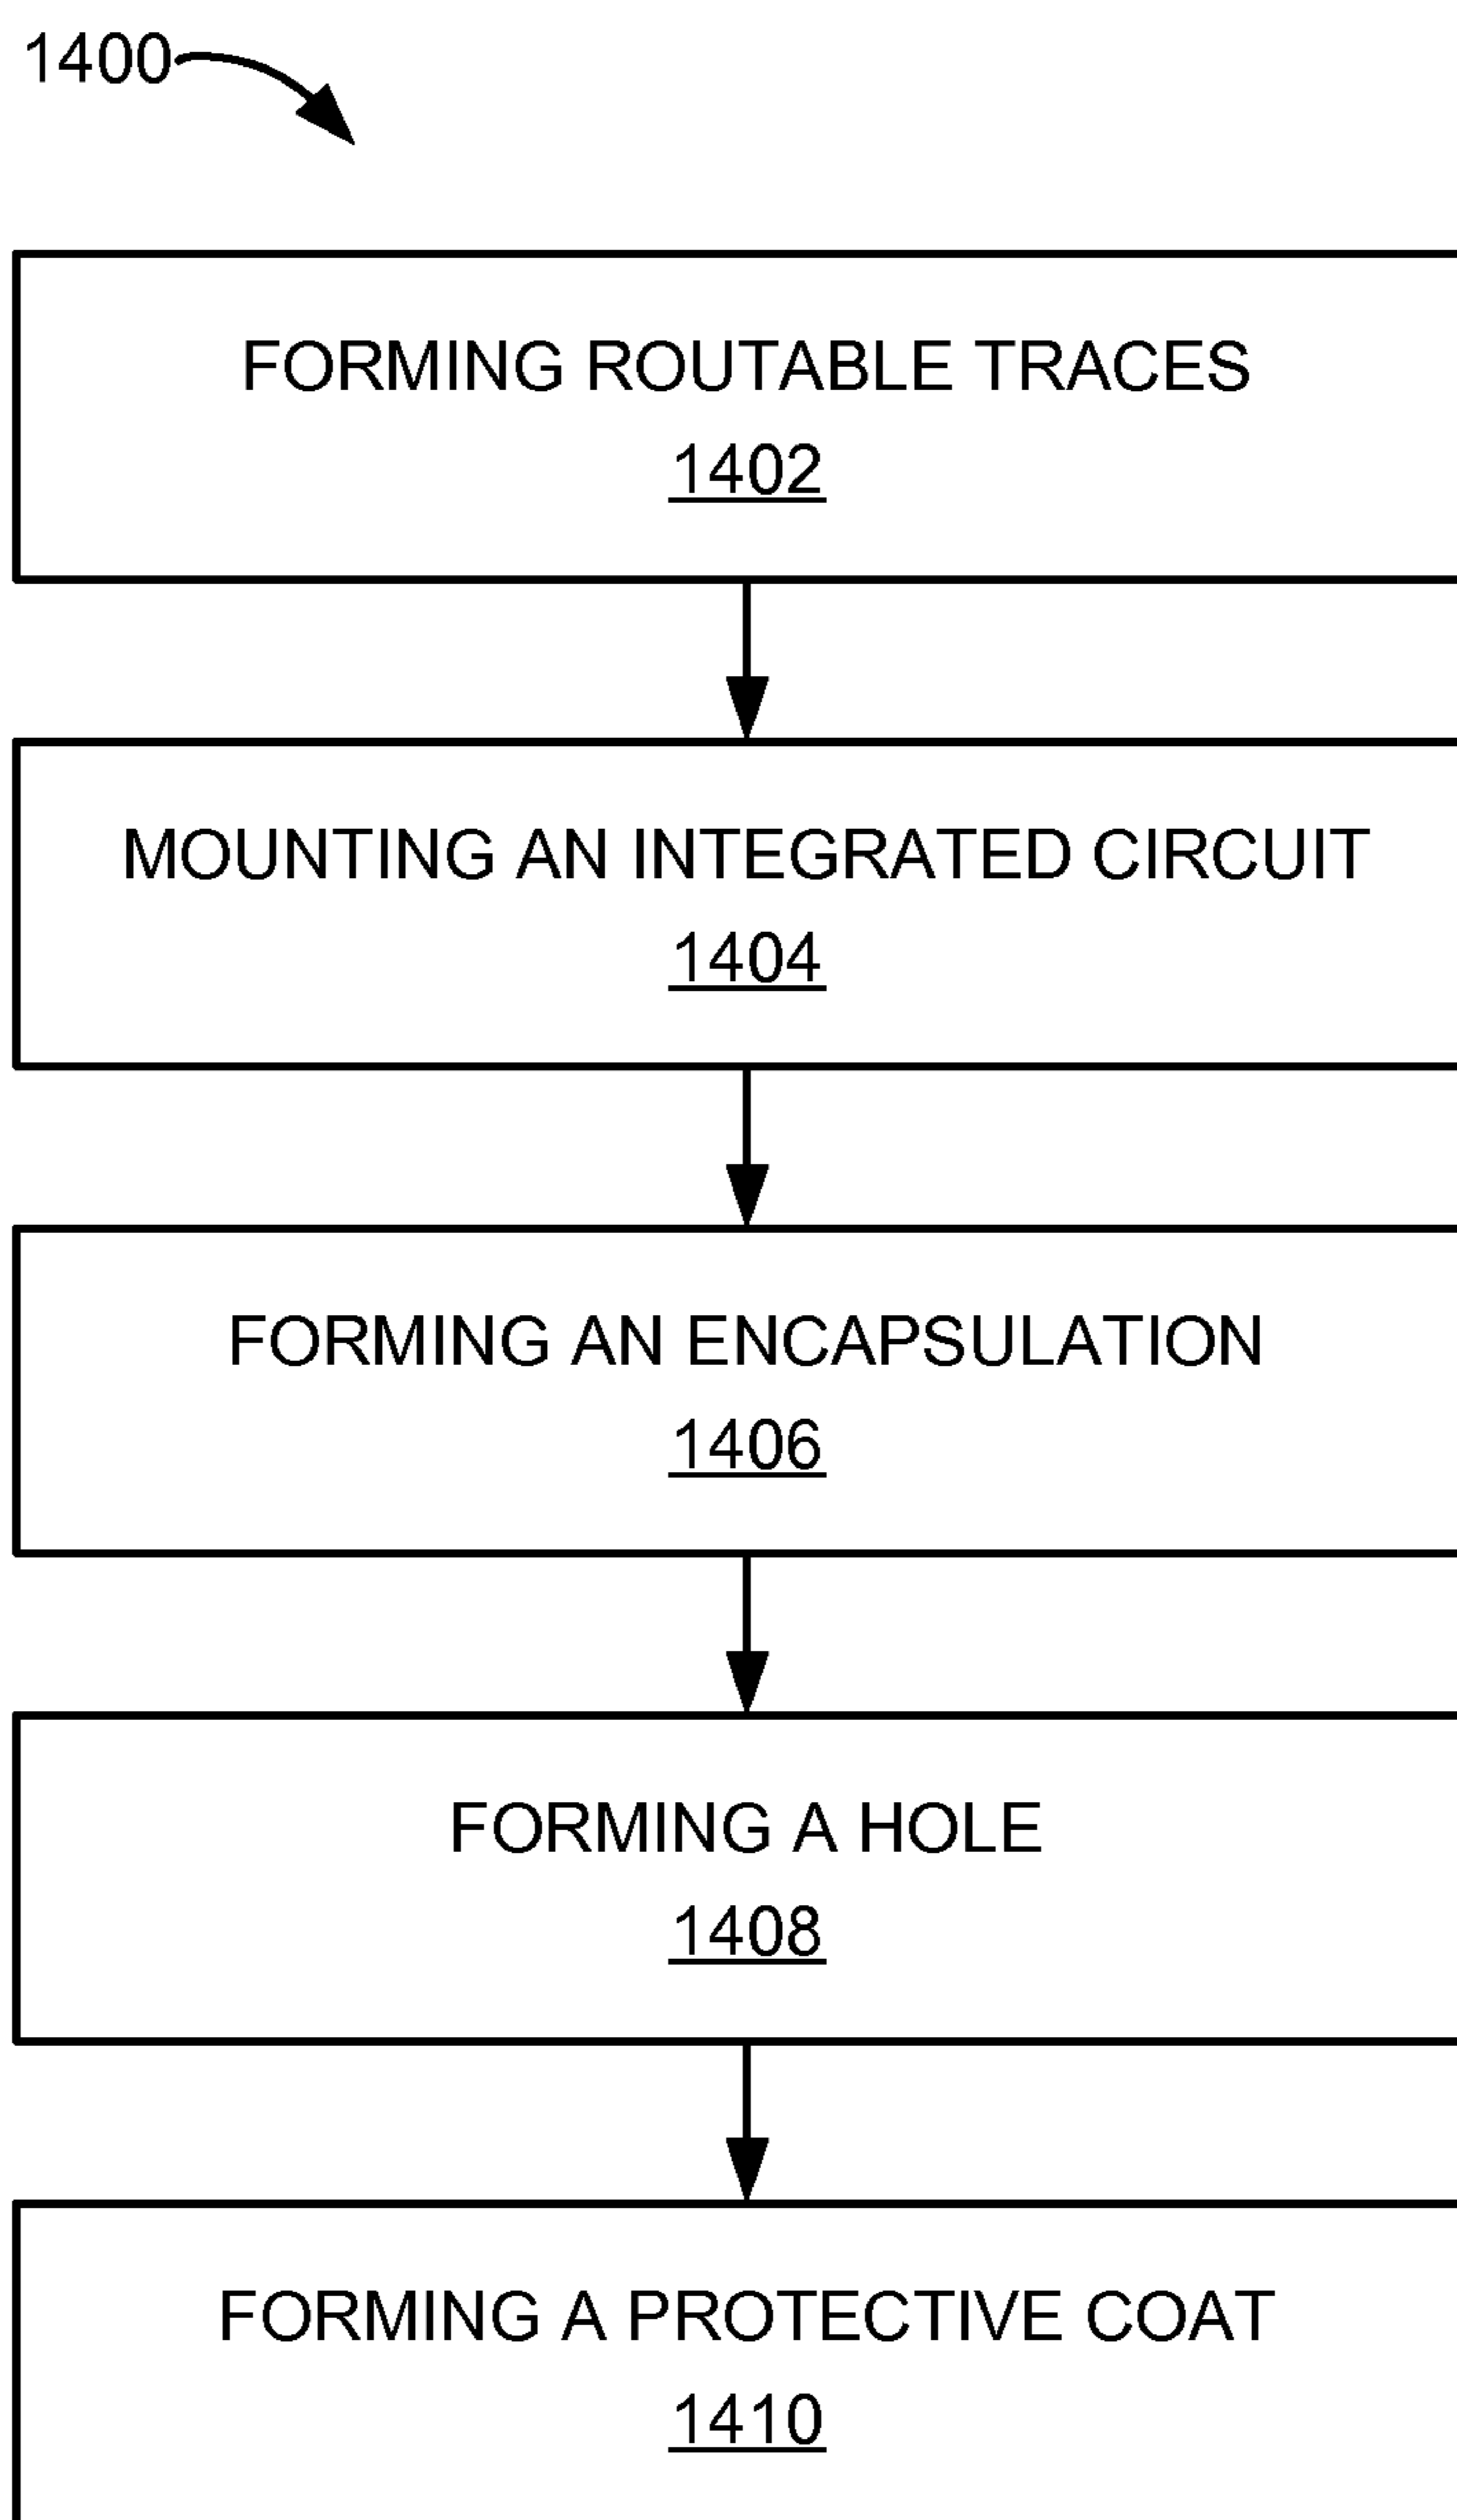 1400
FORMING ROUTABLE TRACES
1402
MOUNTING AN INTEGRATED CIRCUIT
1404
FORMING AN ENCAPSULATION
1406
FORMING A HOLE
1408
FORMING A PROTECTIVE COAT
1410